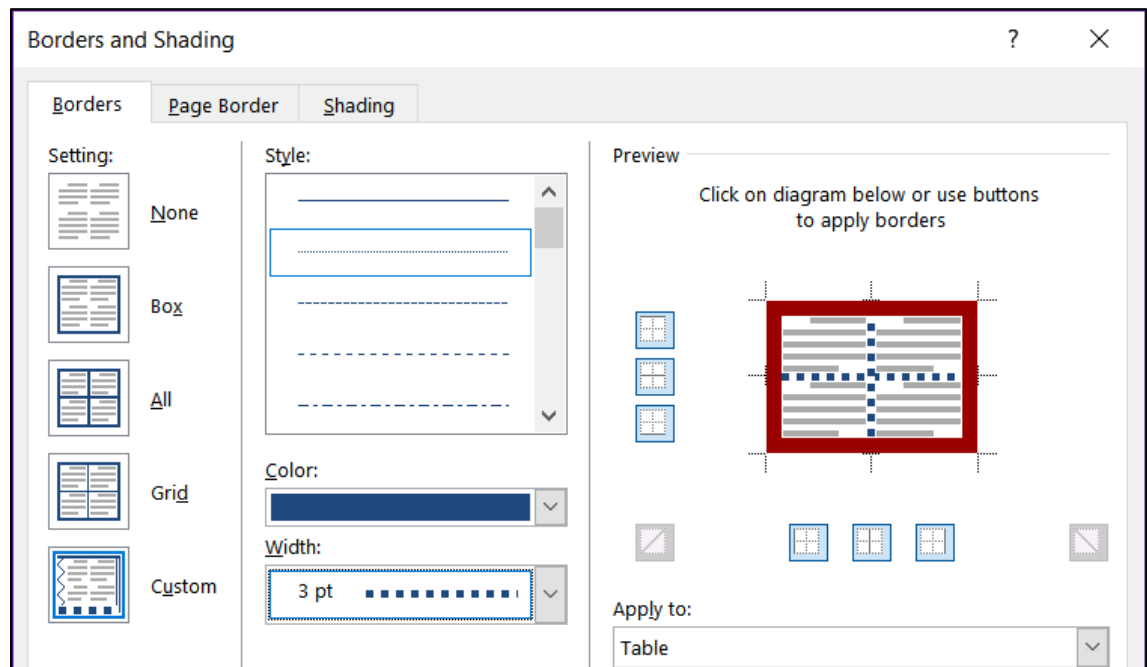 Borders and Shading ?
Borders Page Border Shading
Setting:
None
Box
All
Grid
Custom
Style:
Color:
Width:
3 pt
Preview
Click on diagram below or use buttons
to apply borders
Apply to:
Table